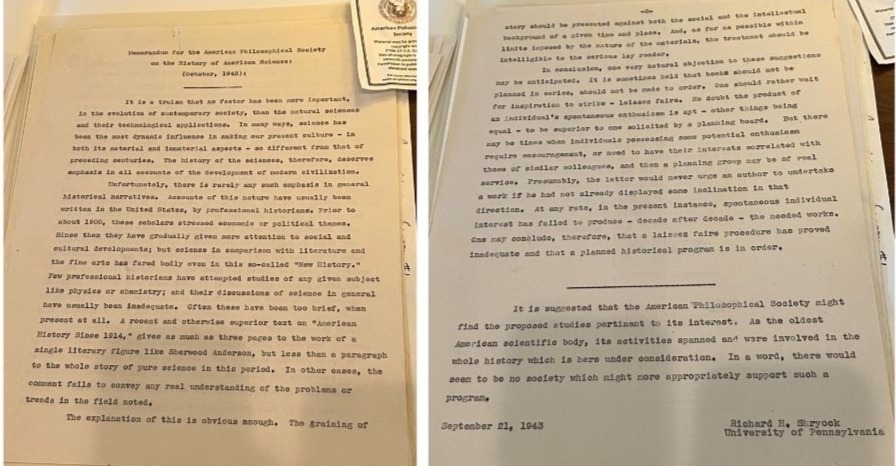 Memorandum for the American Philosophical Society
on the History of American Science:
(October, 1943):
It is a truism that no factor has been more important,
in the evolution of contemporary society, than the natural sciences
and their technological applications. In many ways, science has
been the most dynamic influence in making our present culture - in
both its material and immaterial aspects - so different from that of
preceding centuries. The history of the sciences, therefore, deserves
emphasis in all accounts of the development of modern civilization.
Unfortunately, there is rarely any such emphasis in general
historical narratives. Accounts of this nature have usually been
written in the United States, by professional historians. Prior to
about 1900, these scholars stressed economic or political themes.
Since then they have gradually given more attention to social and
cultural developments; but science in comparison with literature and
the fine arts has fared badly even in this so-called "New History."
Few professional historians have attempted studies of any given subject
like physics or chemistry; and their discussions of science in general
have usually been inadequate. Often these have been too brief, when
present at all. A recent and otherwise superior text on "American
History Since 1914," gives as much as three pages to the work of a
single literary figure like Sherwood Anderson, but less than a paragraph
to the whole story of pure science in this period. In other cases, the
comment fails to convey any real understanding of the problems or
trends in the field noted.
The explanation of this is obvious enough. The graining of
American Philosophical
Society
story should be presented against both the social and the intellectual
background of a given time and place. And, as far as possible within
limits imposed by the nature of the materials, the treatment should be
intelligible to the serious lay reader.
In conclusion, one very natural objection to these suggestions
may be anticipated. It is sometimes held that books should not be
planned in series, should not be made to order. One should rather wait
for inspiration to strike - laisses faire. No doubt the product of
an individual's spontaneous enthusiasm is apt - other things being
equal - to be superior to one solicited by a planning board. But there
may be times when individuals possessing some potential enthusiasm
require encouragement, or need to have their interests correlated with
those of similar colleagues, and then a planning group may be of real
service. Presumably, the latter would never urge an author to undertake
a work if he had not already displayed some inclination in that
direction. At any rate, in the present instance, spontaneous individual
interest has failed to produce - decade after decade - the needed works.
One may conclude, therefore, that a laisses faire procedure has proved
inadequate and that a planned historical program is in order.
It is suggested that the American Philosophical Society might
find the proposed studies pertinent to its interest. As the oldest
American scientific body, its activities spanned and were involved in the
whole history which is here under consideration. In a word, there would
seem to be no society which might more appropriately support such a
program.
September 21, 1943
Richard H. Shryock
University of Pennsylvania